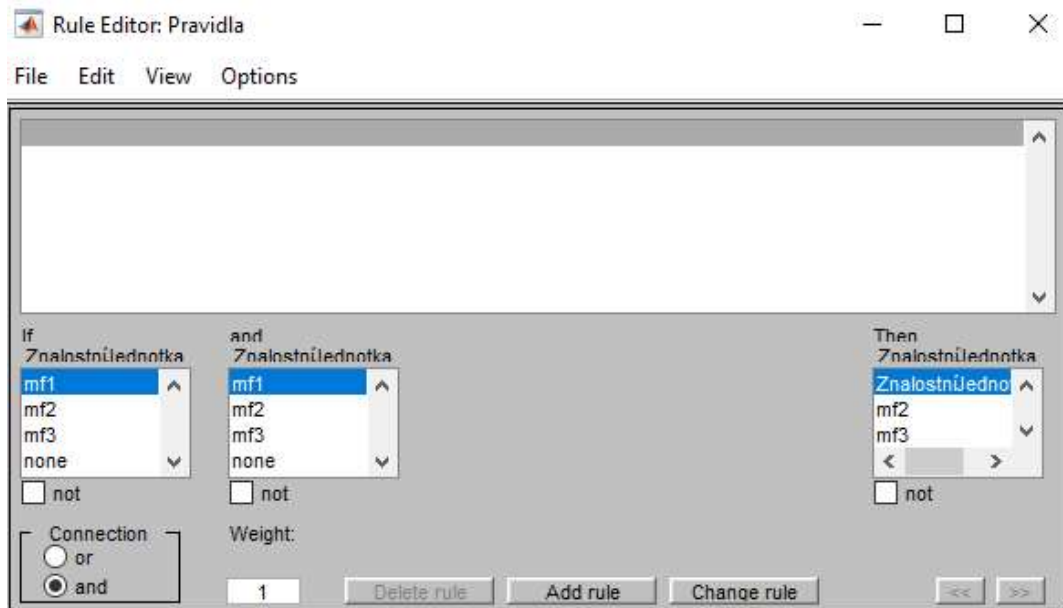 Rule Editor: Pravidla
File Edit View Options
If and Then
ZnalostníJednotka ZnalostníJednotka ZnalostníJednotka
mf1 mf1 ZnalostníJedno
mf2 mf2 mf2
mf3 mf3 mf3
none none
not not not
Connection Weight:
or
and 1 Delete rule Add rule Change rule << >>